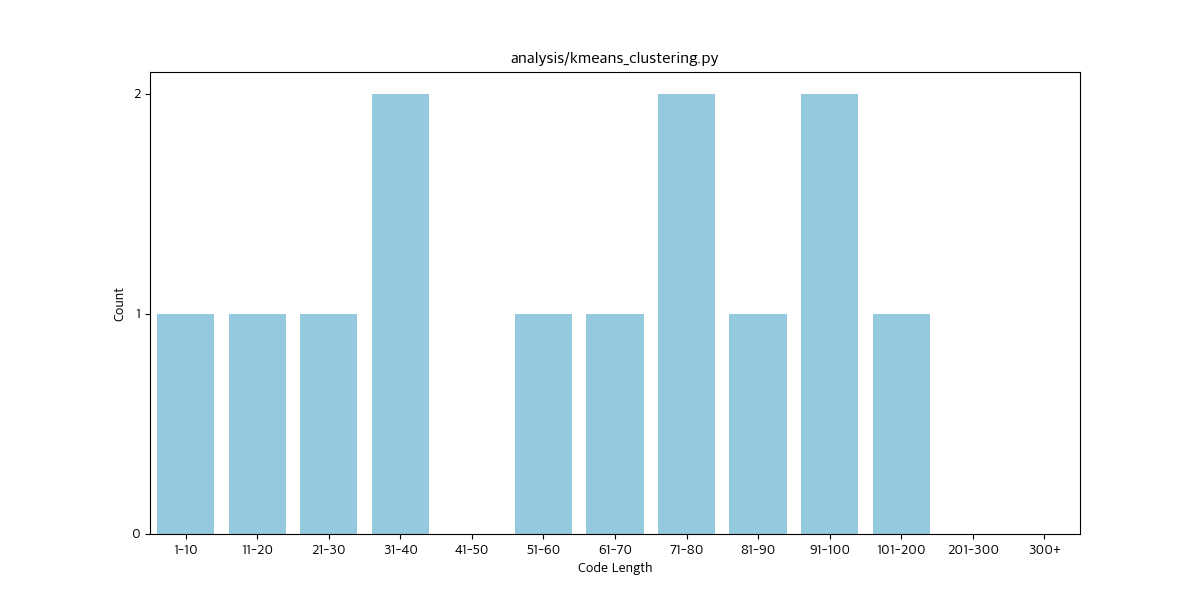 analysis/kmeans_clustering.py
Count
2
1
0
1-10 11-20 21-30 31-40 41-50 51-60 61-70 71-80 81-90 91-100 101-200 201-300 300+
Code Length